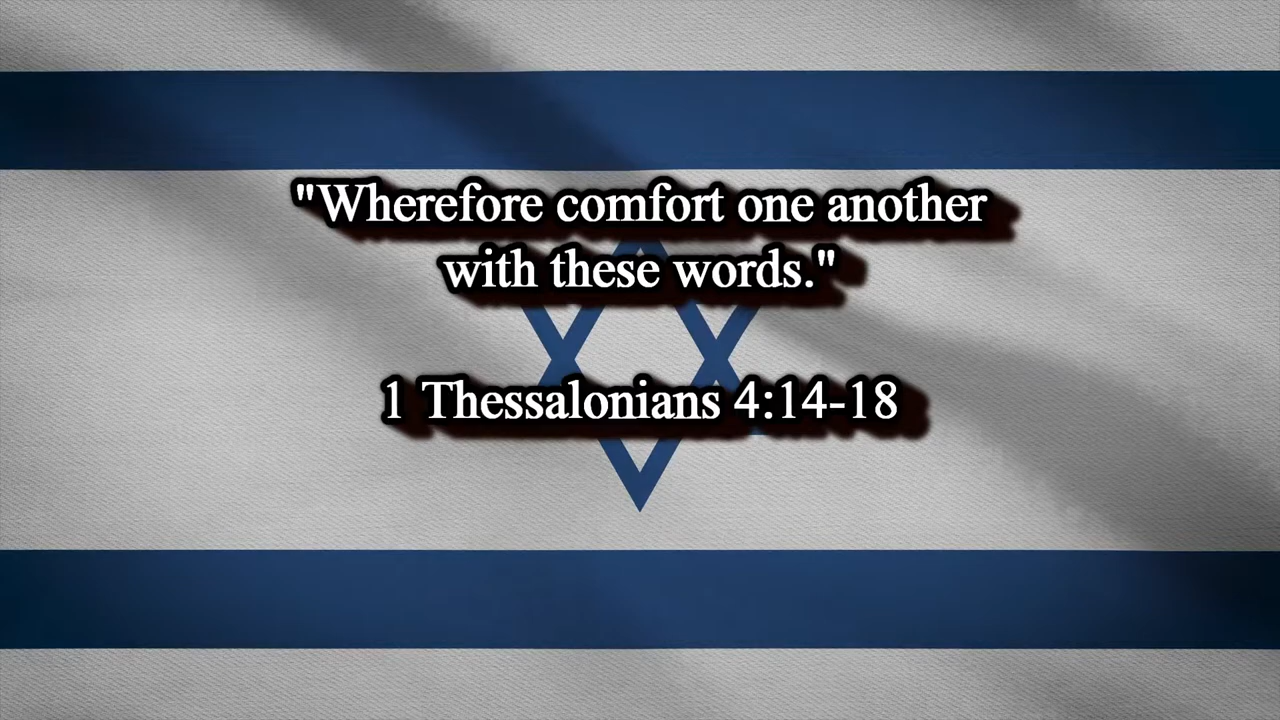 "Wherefore comfort one another
with these words."
1 Thessalonians 4:14-18